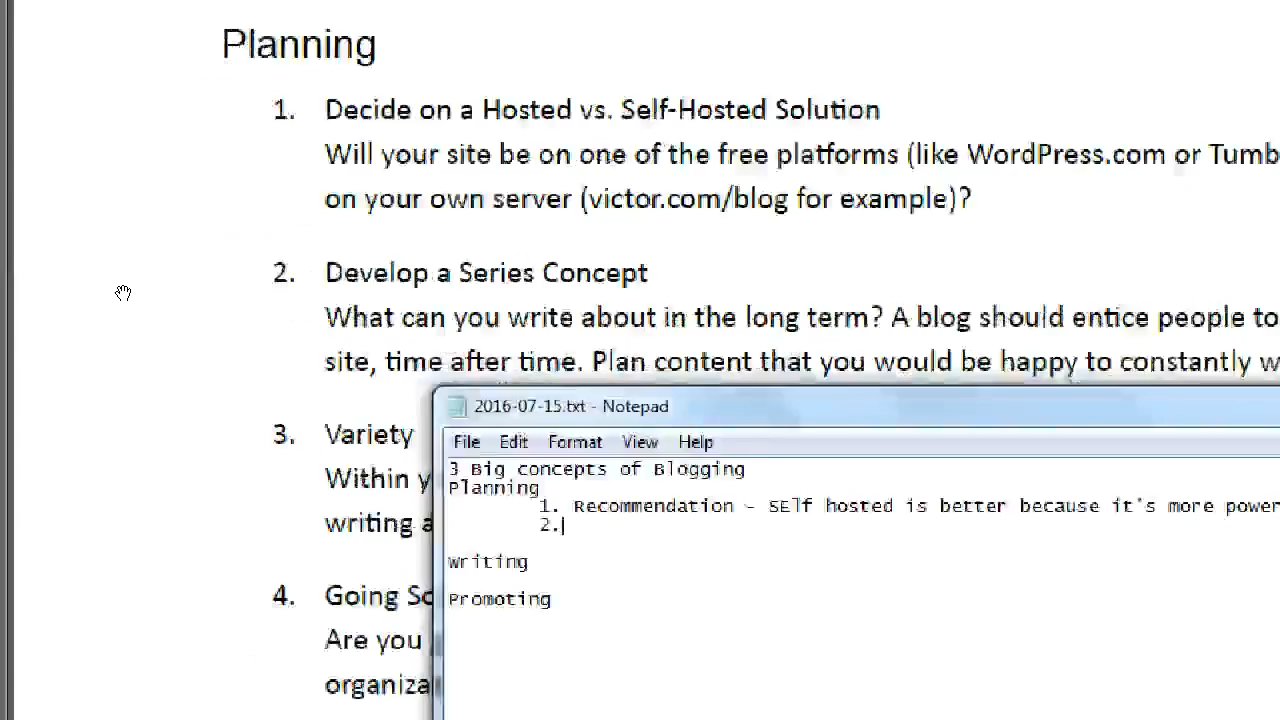 Planning
1. Decide on a Hosted vs. Self-Hosted Solution
Will your site be on one of the free platforms (like WordPress.com or Tumb
on your own server (victor.com/blog for example)?
2. Develop a Series Concept
What can you write about in the long term? A blog should entice people to
site, time after time. Plan content that you would be happy to constantly w
3. Variety
Within y
writing a
4. Going So
Are you
organiza
2016-07-15.txt - Notepad
File Edit Format View Help
3 Big concepts of Blogging
Planning
1. Recommendation - SElf hosted is better because it's more power
2.
writing
Promoting